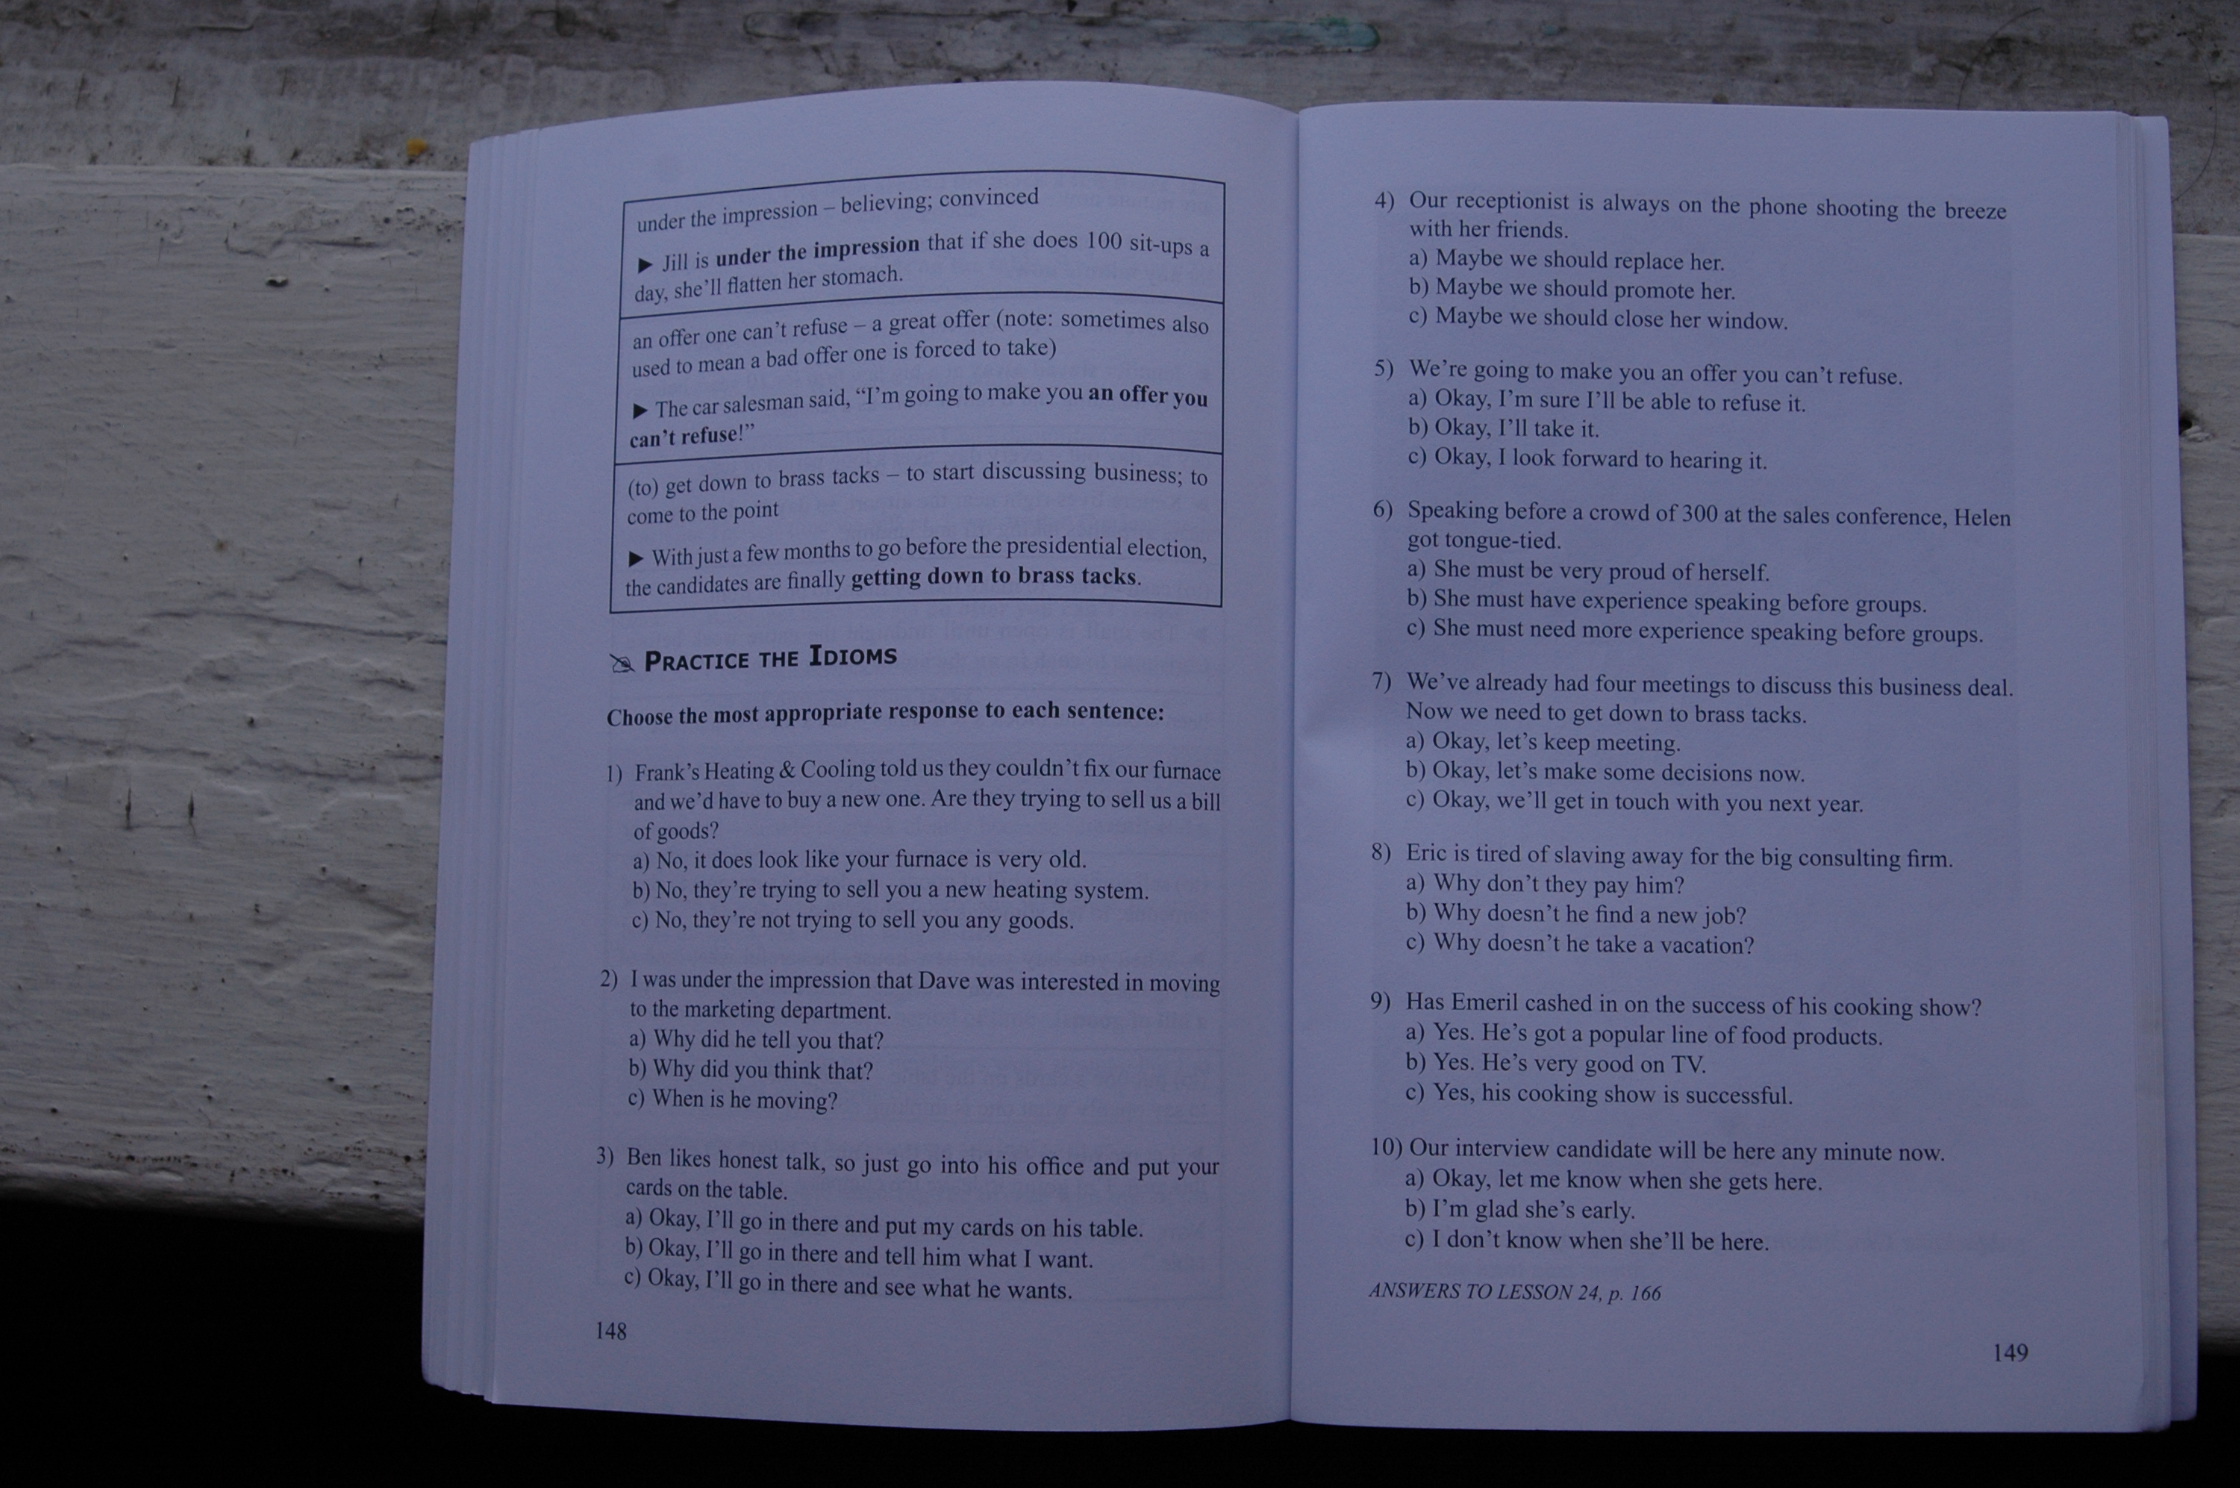 under the impression – believing; convinced
► Jill is under the impression that if she does 100 sit-ups a
day, she'll flatten her stomach.
an offer one can't refuse – a great offer (note: sometimes also
used to mean a bad offer one is forced to take)
► The car salesman said, "I'm going to make you an offer you
can't refuse!"
(to) get down to brass tacks – to start discussing business; to
come to the point
► With just a few months to go before the presidential election,
the candidates are finally getting down to brass tacks.
PRACTICE THE IDIOMS
Choose the most appropriate response to each sentence:
1) Frank's Heating & Cooling told us they couldn't fix our furnace
and we'd have to buy a new one. Are they trying to sell us a bill
of goods?
a) No, it does look like your furnace is very old.
b) No, they're trying to sell you a new heating system.
c) No, they're not trying to sell you any goods.
2) I was under the impression that Dave was interested in moving
to the marketing department.
a) Why did he tell you that?
b) Why did you think that?
c) When is he moving?
3) Ben likes honest talk, so just go into his office and put your
cards on the table.
a) Okay, I'll go in there and put my cards on his table.
b) Okay, I'll go in there and tell him what I want.
c) Okay, I'll go in there and see what he wants.
148
4) Our receptionist is always on the phone shooting the breeze
with her friends.
a) Maybe we should replace her.
b) Maybe we should promote her.
c) Maybe we should close her window.
5) We're going to make you an offer you can't refuse.
a) Okay, I'm sure I'll be able to refuse it.
b) Okay, I'll take it.
c) Okay, I look forward to hearing it.
6) Speaking before a crowd of 300 at the sales conference, Helen
got tongue-tied.
a) She must be very proud of herself.
b) She must have experience speaking before groups.
c) She must need more experience speaking before groups.
7) We've already had four meetings to discuss this business deal.
Now we need to get down to brass tacks.
a) Okay, let's keep meeting.
b) Okay, let's make some decisions now.
c) Okay, we'll get in touch with you next year.
8) Eric is tired of slaving away for the big consulting firm.
a) Why don't they pay him?
b) Why doesn't he find a new job?
c) Why doesn't he take a vacation?
9) Has Emeril cashed in on the success of his cooking show?
a) Yes. He's got a popular line of food products.
b) Yes. He's very good on TV.
c) Yes, his cooking show is successful.
10) Our interview candidate will be here any minute now.
a) Okay, let me know when she gets here.
b) I'm glad she's early.
c) I don't know when she'll be here.
ANSWERS TO LESSON 24, p. 166
149